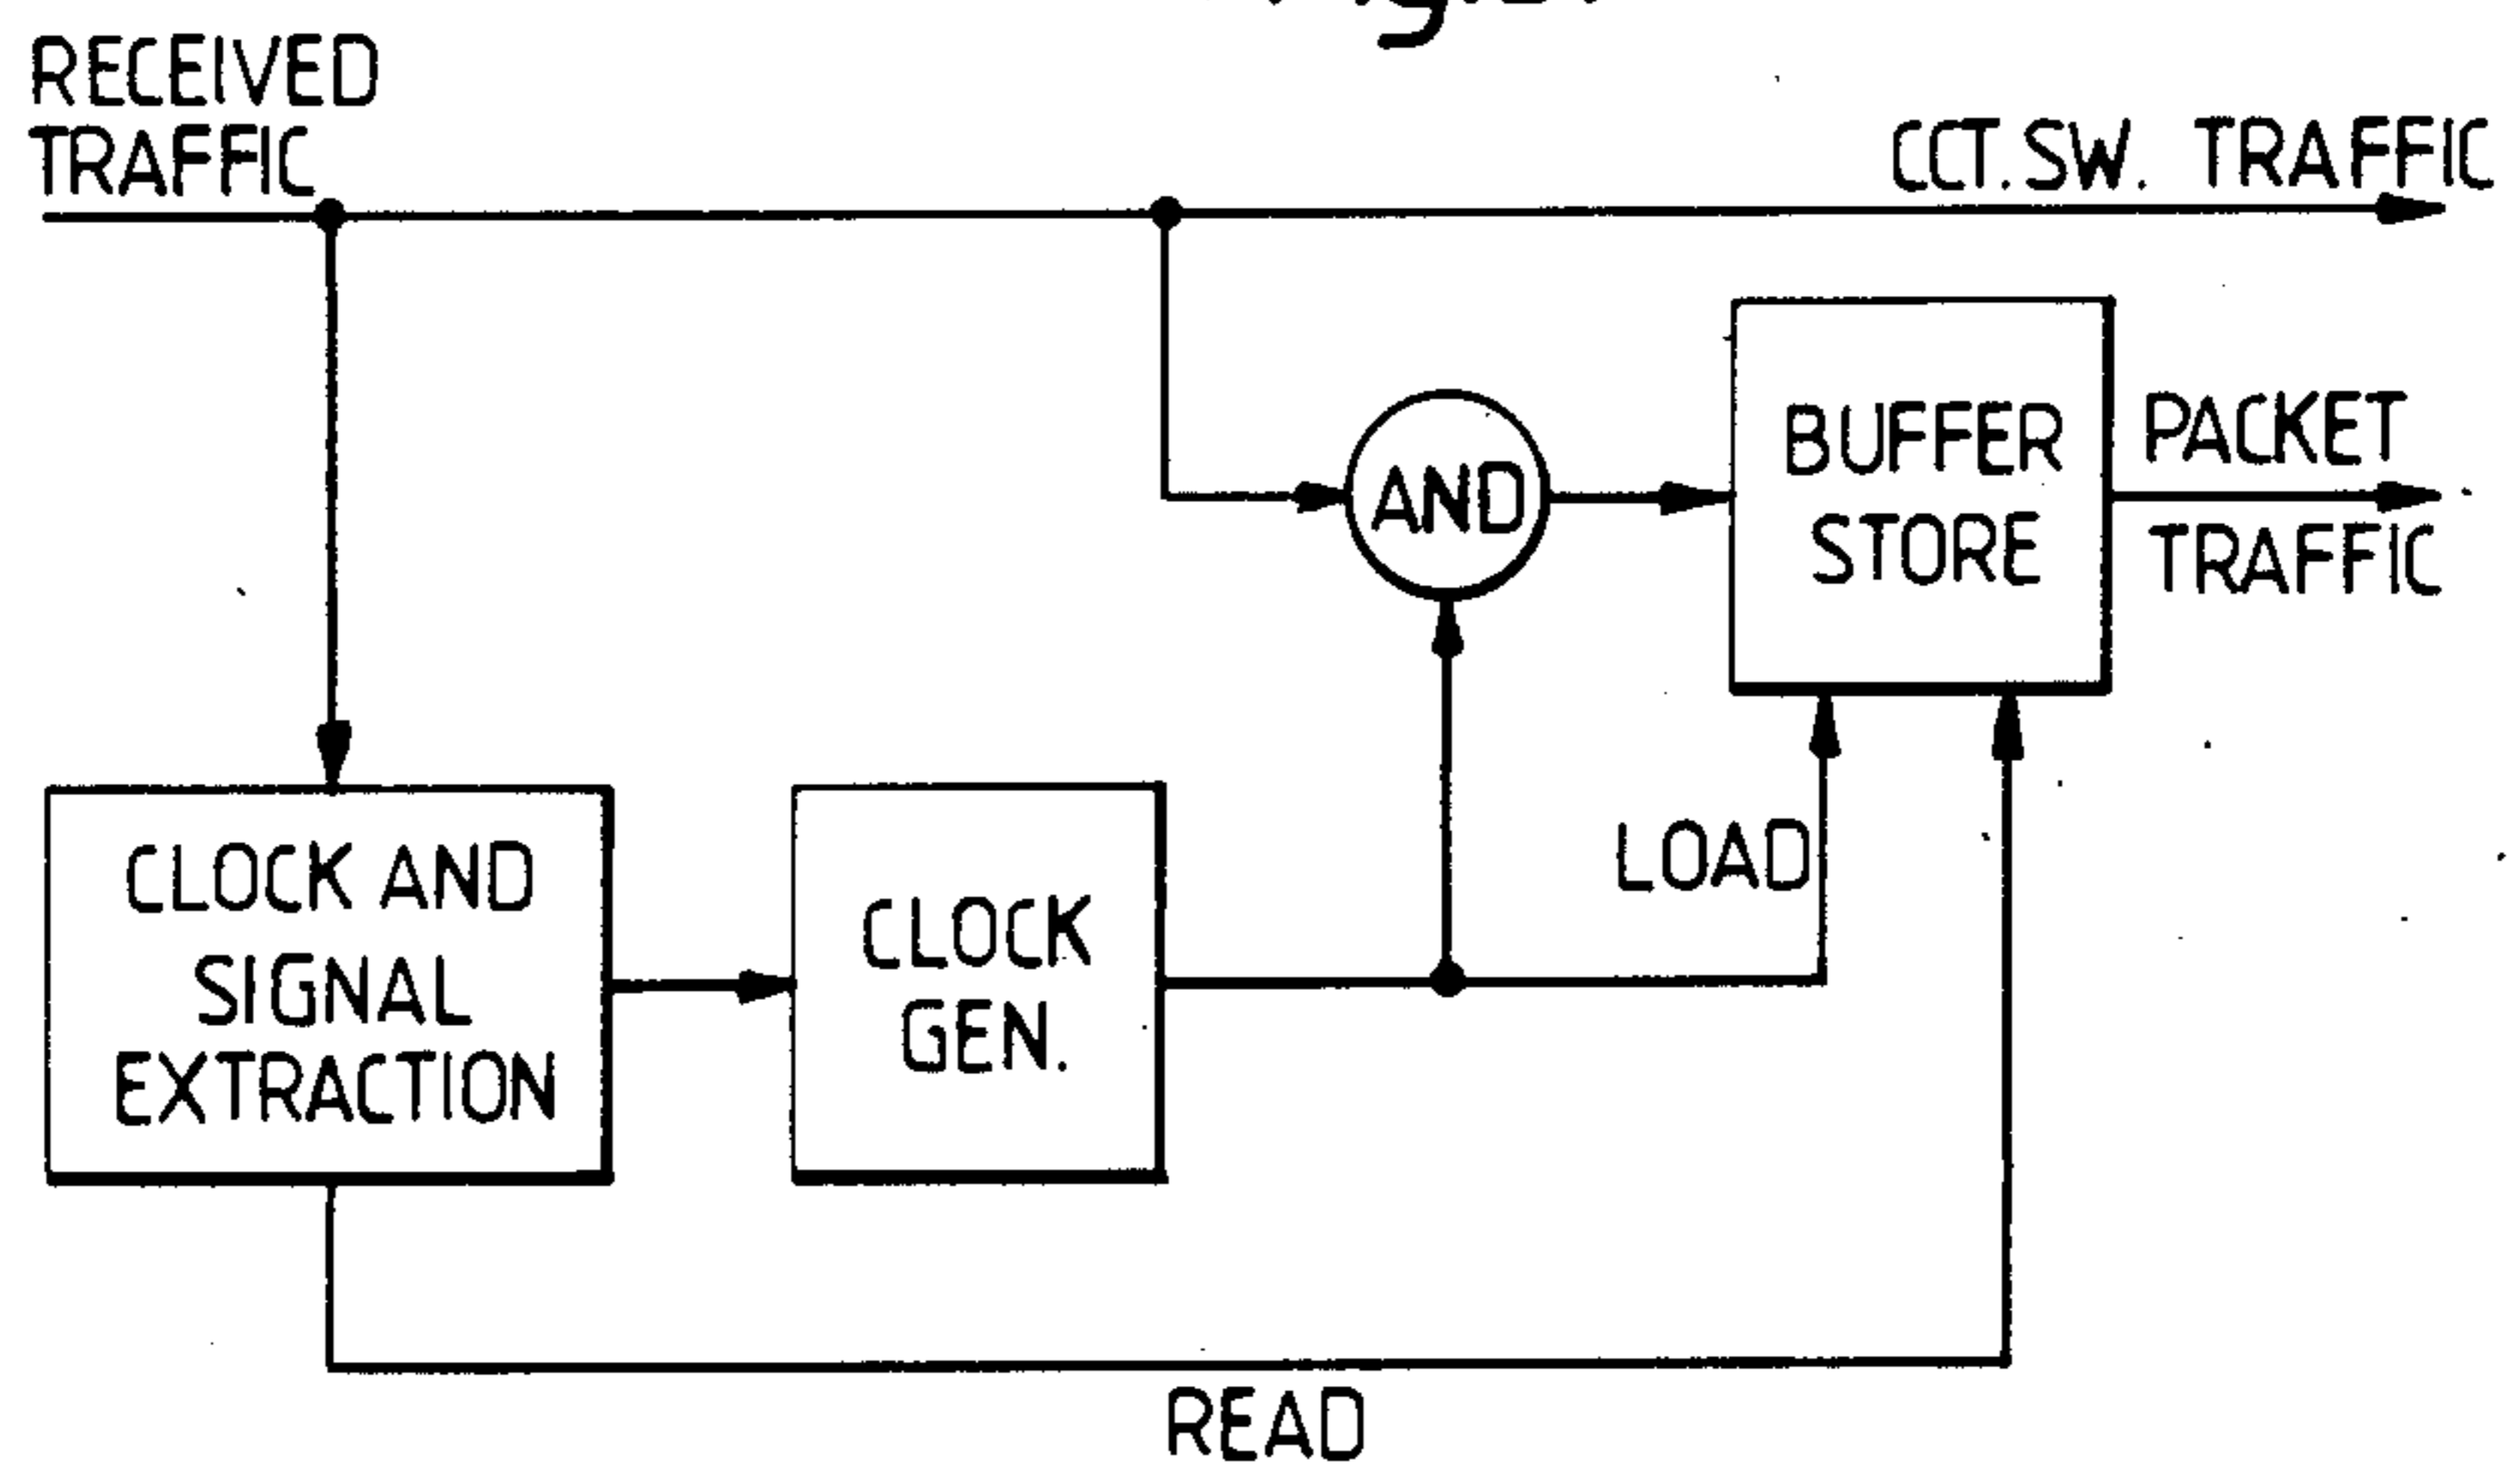 RECEIVED
TRAFFIC
CCT. SW. TRAFFIC
AND
BUFFER
STORE
PACKET
TRAFFIC
CLOCK AND
SIGNAL
EXTRACTION
CLOCK
GEN.
LOAD
READ